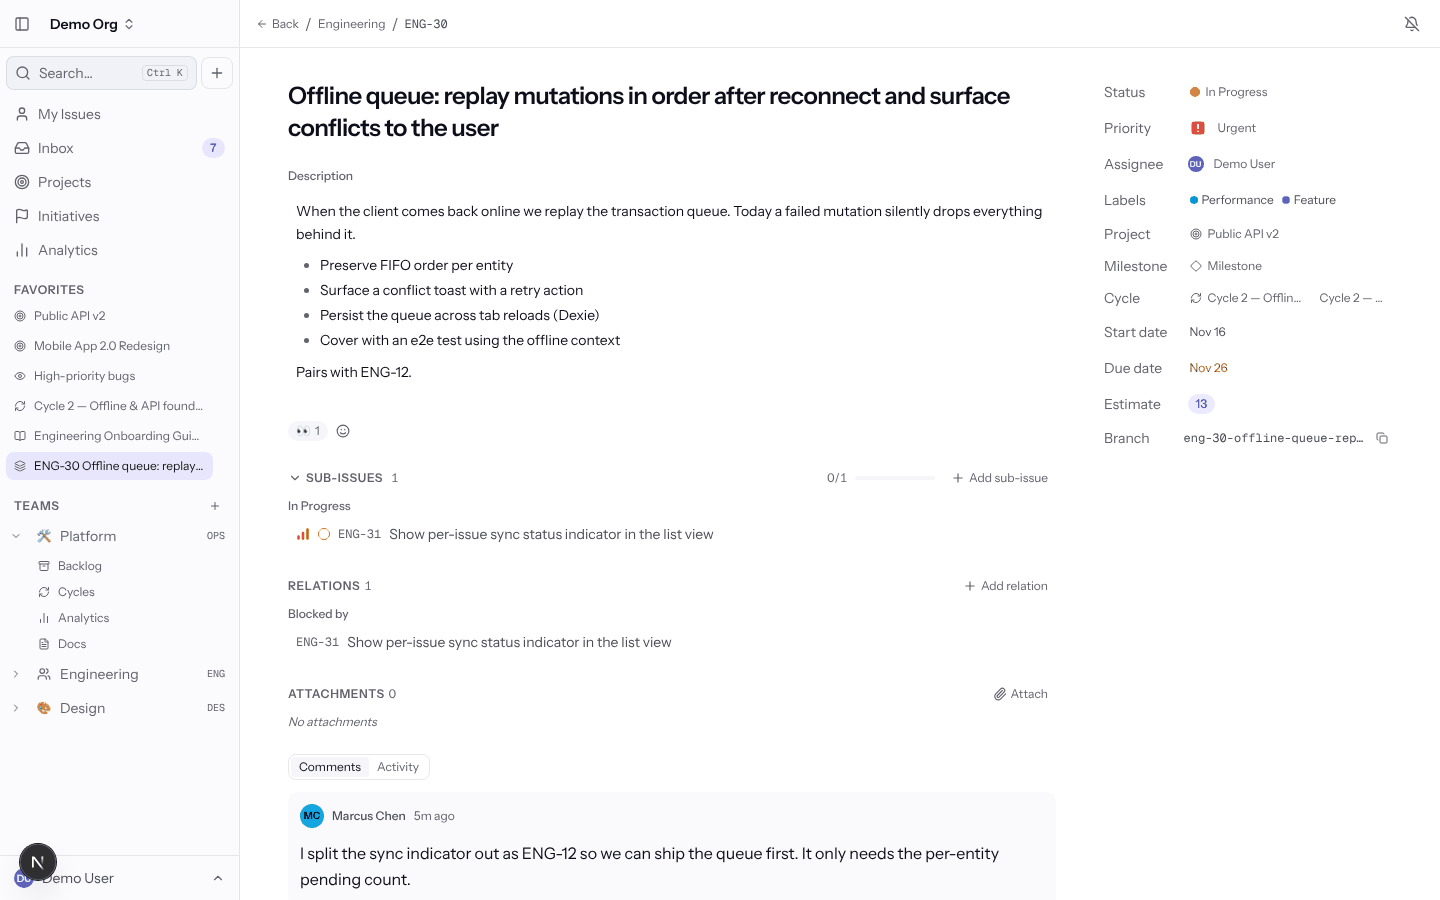 Demo Org
Back / Engineering / ENG-30
Search...
Ctrl K
My Issues
Inbox
7
Projects
Initiatives
Analytics
FAVORITES
Public API v2
Mobile App 2.0 Redesign
High-priority bugs
Cycle 2 — Offline & API found...
Engineering Onboarding Gui...
ENG-30 Offline queue: replay...
TEAMS
Platform
OPS
Backlog
Cycles
Analytics
Docs
Engineering
ENG
Design
DES
N
Demo User
Offline queue: replay mutations in order after reconnect and surface
conflicts to the user
Description
When the client comes back online we replay the transaction queue. Today a failed mutation silently drops everything
behind it.
Preserve FIFO order per entity
Surface a conflict toast with a retry action
Persist the queue across tab reloads (Dexie)
Cover with an e2e test using the offline context
Pairs with ENG-12.
1
SUB-ISSUES 1
0/1
Add sub-issue
In Progress
ENG-31 Show per-issue sync status indicator in the list view
RELATIONS 1
Add relation
Blocked by
ENG-31 Show per-issue sync status indicator in the list view
ATTACHMENTS 0
Attach
No attachments
Comments
Activity
MC
Marcus Chen 5m ago
I split the sync indicator out as ENG-12 so we can ship the queue first. It only needs the per-entity
pending count.
Status
In Progress
Priority
Urgent
Assignee
DU
Demo User
Labels
Performance
Feature
Project
Public API v2
Milestone
Milestone
Cycle
Cycle 2 — Offlin...
Cycle 2 — ...
Start date
Nov 16
Due date
Nov 26
Estimate
13
Branch
eng-30-offline-queue-rep...